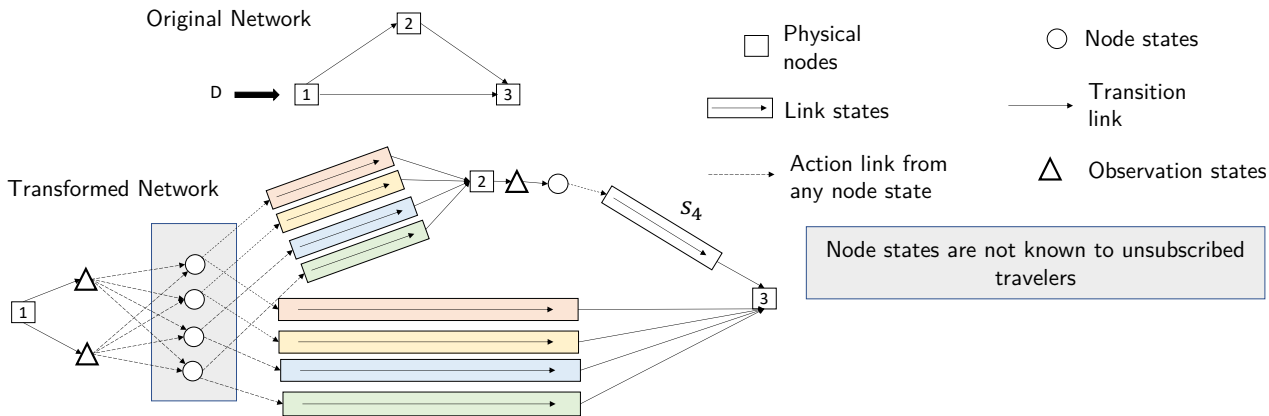 Original Network
2
D
1
3
Physical
nodes
Node states
Link states
Transition
link
Action link from
any node state
Observation states
Node states are not known to unsubscribed
travelers
Transformed Network
2
s₄
1
3